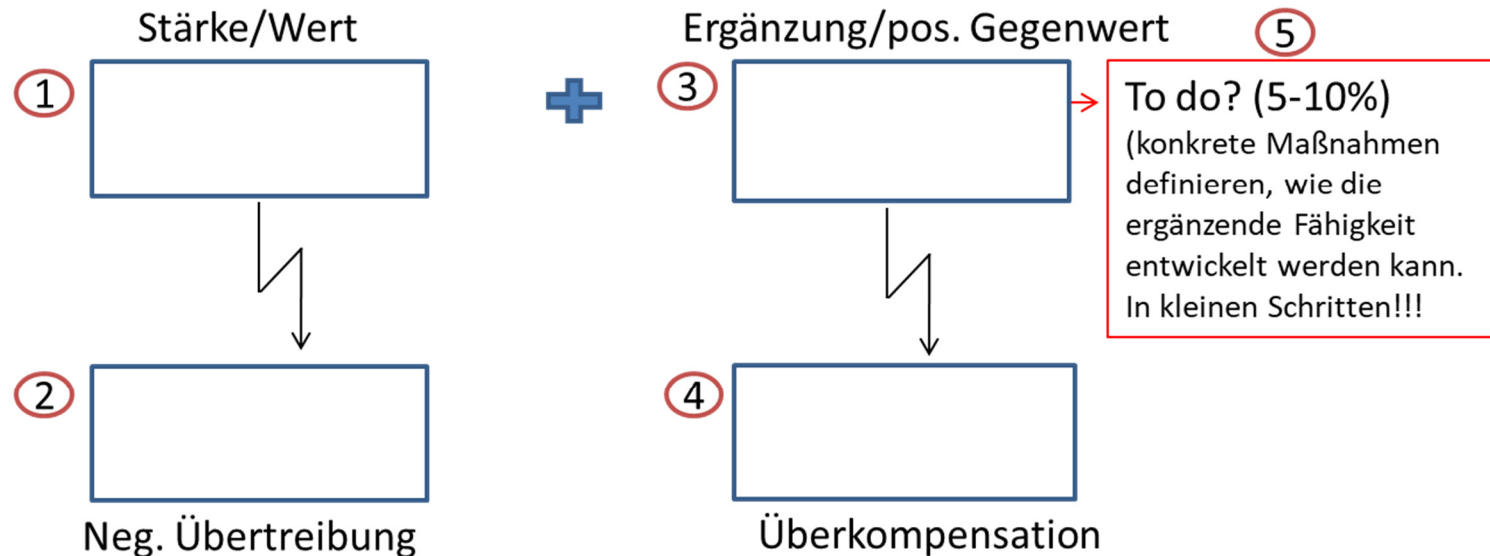 Stärke/Wert
Ergänzung/pos. Gegenwert
5
1
3
To do? (5-10%)
(konkrete Maßnahmen
definieren, wie die
ergänzende Fähigkeit
entwickelt werden kann.
In kleinen Schritten!!!
2
4
Neg. Übertreibung
Überkompensation